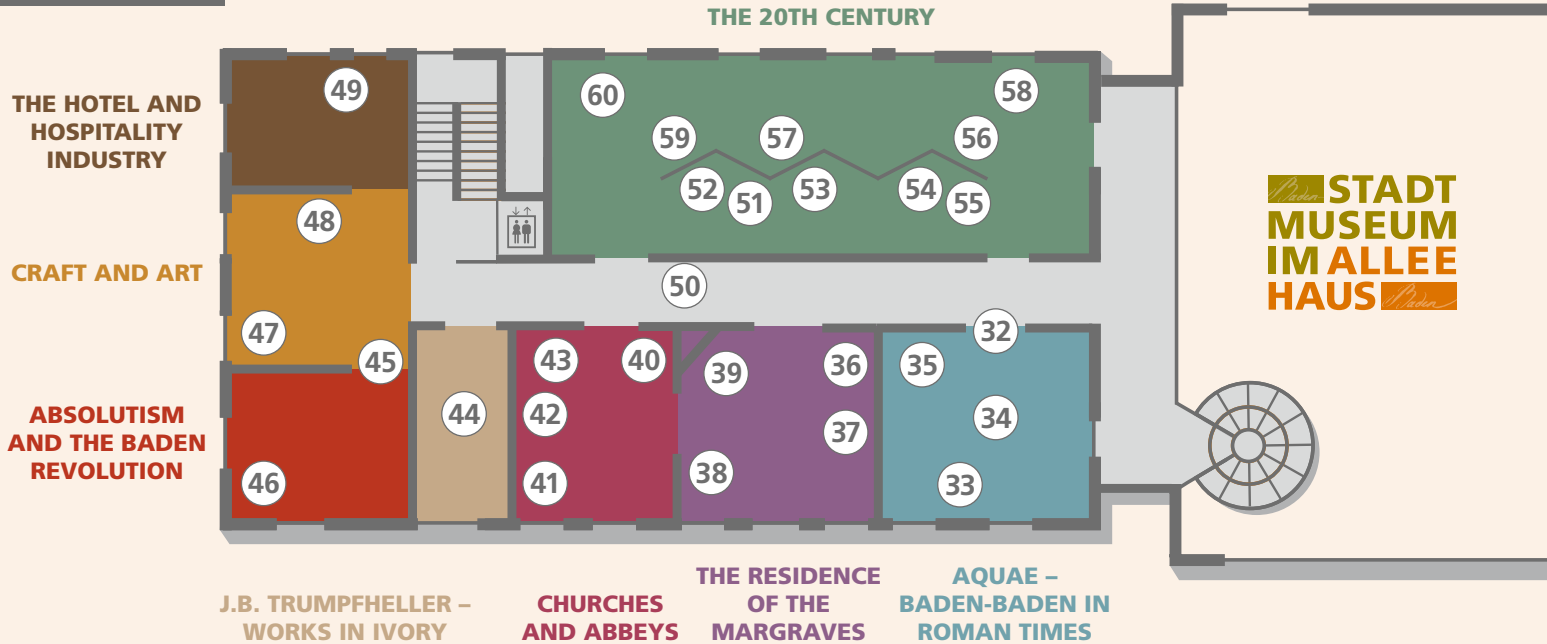 THE 20TH CENTURY
THE HOTEL AND
HOSPITALITY
INDUSTRY
49
60
58
59
57
56
52
51
53
54
55
48
CRAFT AND ART
47
45
50
32
ABSOLUTISM
AND THE BADEN
REVOLUTION
46
44
43
40
42
41
39
36
37
38
35
34
33
Baden STADT
MUSEUM
IM ALLEE
HAUS Baden
J.B. TRUMPFHELLER –
WORKS IN IVORY
CHURCHES
AND ABBEYS
THE RESIDENCE
OF THE
MARGRAVES
AQUAE –
BADEN-BADEN IN
ROMAN TIMES